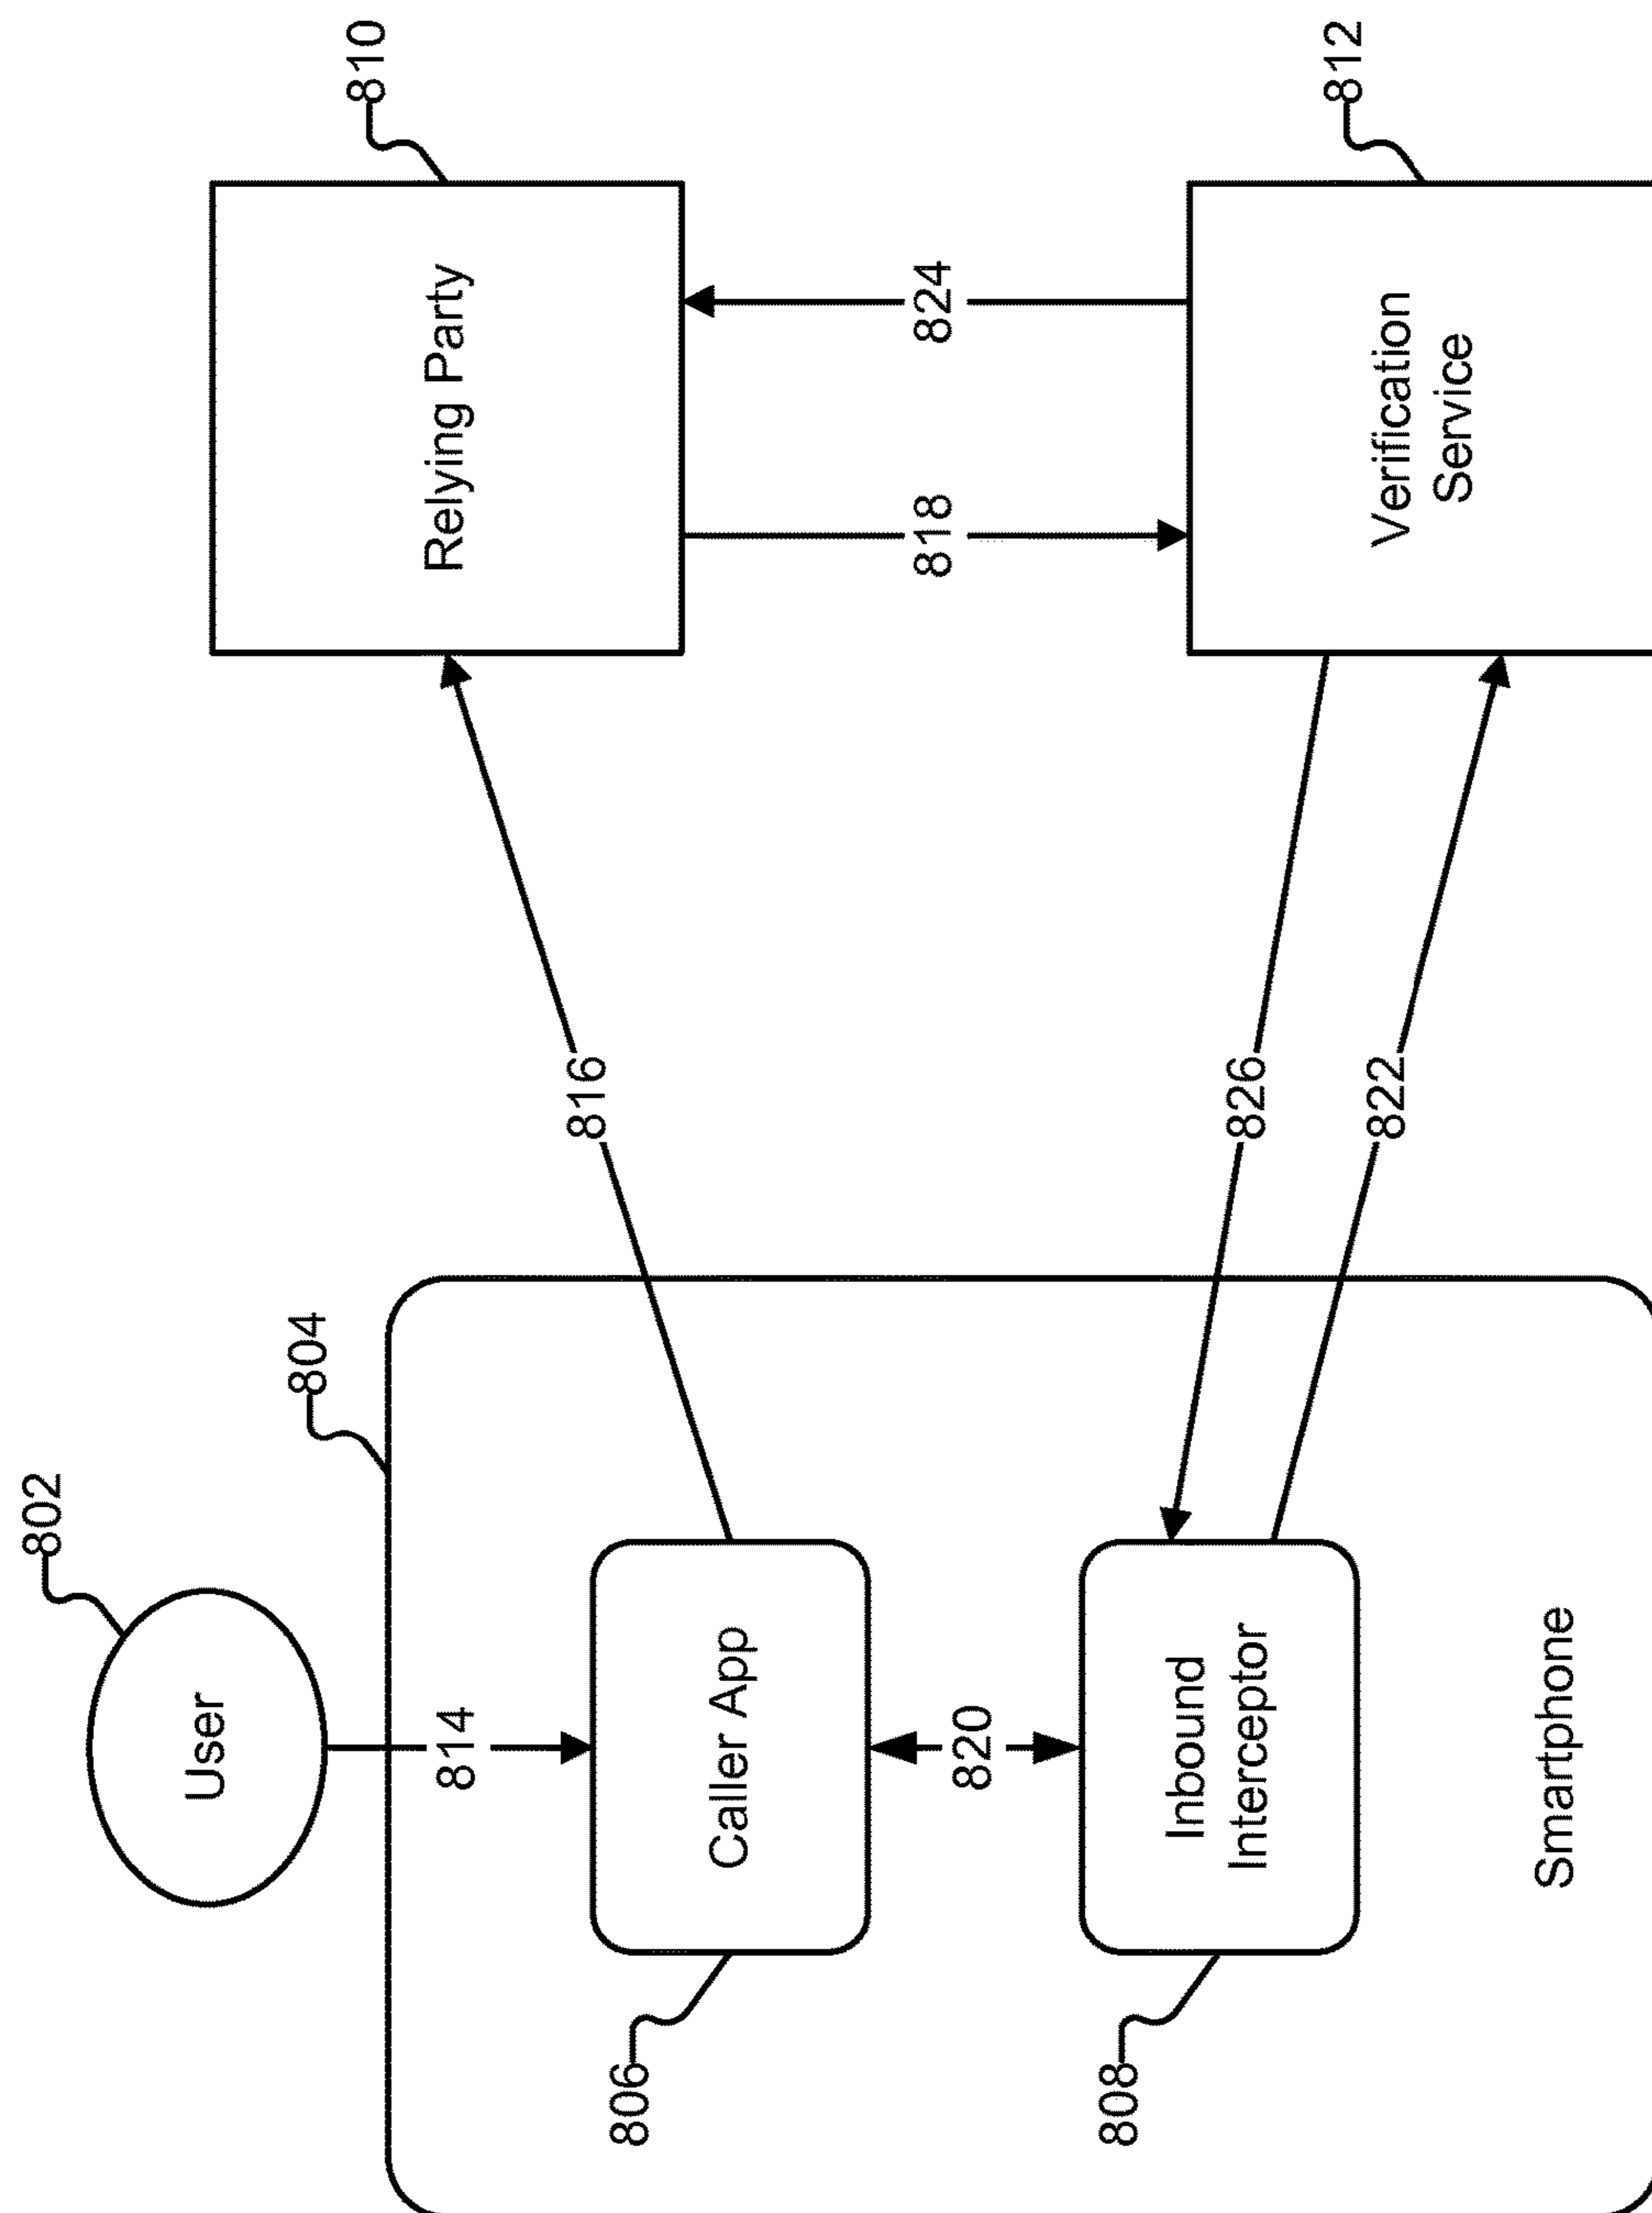 802
User
804
814
806
Caller App
816
820
808
Inbound
Interceptor
Smartphone
810
Relying Party
818
824
826
822
812
Verification
Service